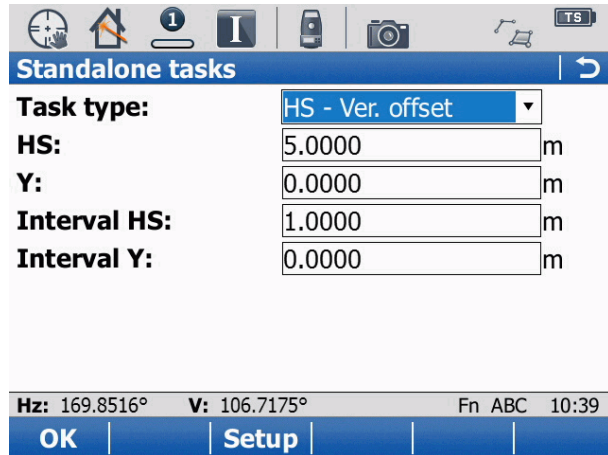 1 I TS
Standalone tasks
Task type: HS - Ver. offset
HS: 5.0000 m
Y: 0.0000 m
Interval HS: 1.0000 m
Interval Y: 0.0000 m
Hz: 169.8516° V: 106.7175° Fn ABC 10:39
OK Setup